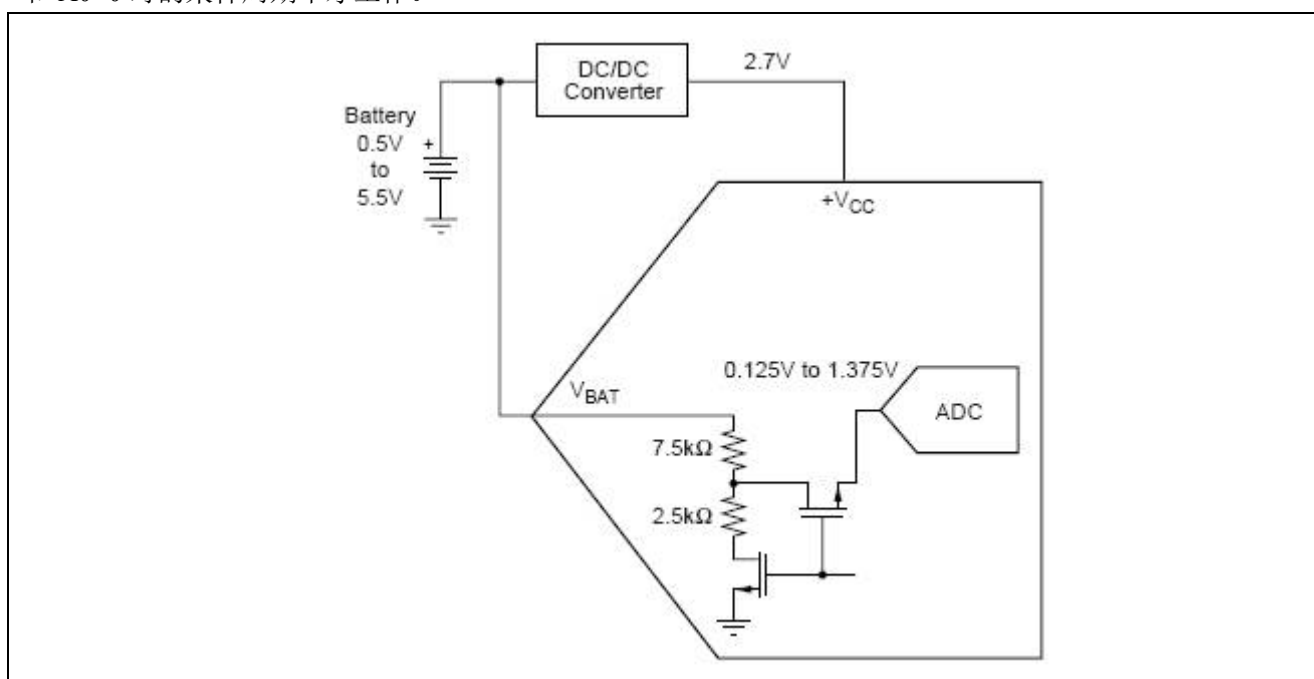 DC/DC
Converter
2.7V
Battery
0.5V
to
5.5V
+
+VCC
0.125V to 1.375V
ADC
VBAT
7.5kΩ
2.5kΩ